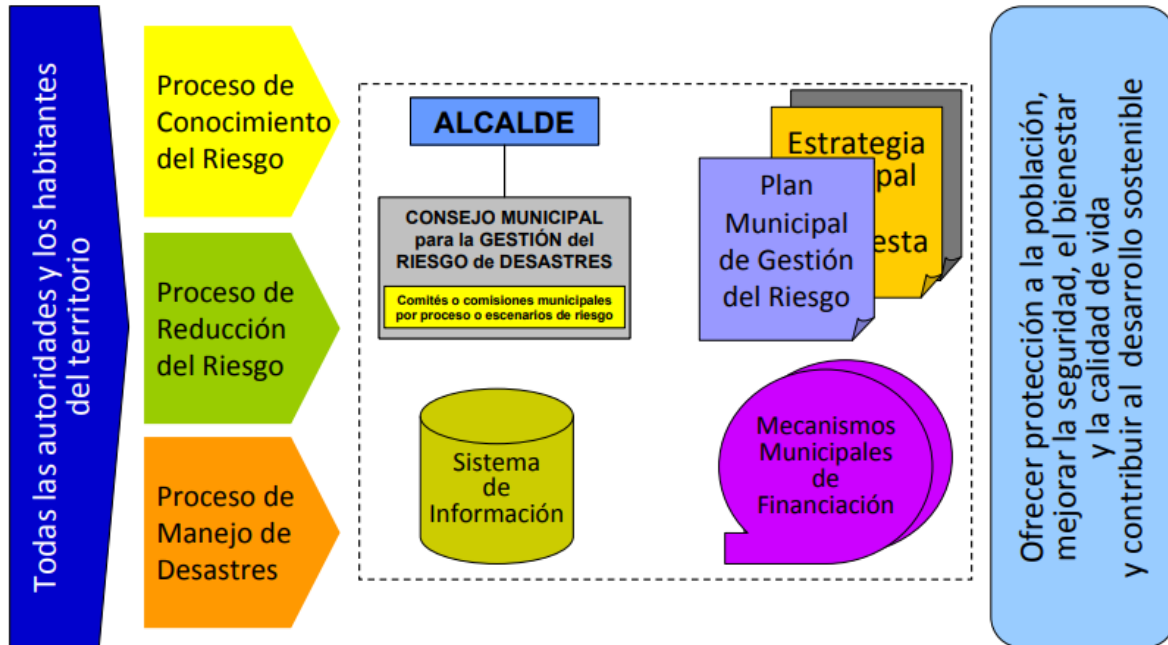 Todas las autoridades y los habitantes
del territorio
Proceso de
Conocimiento
del Riesgo
Proceso de
Reducción
del Riesgo
Proceso de
Manejo de
Desastres
ALCALDE
CONSEJO MUNICIPAL
para la GESTIÓN del
RIESGO de DESASTRES
Comités o comisiones municipales
por proceso o escenarios de riesgo
Estrategia
Plan
Municipal
de Gestión
del Riesgo
Sistema
de
Información
Mecanismos
Municipales
de
Financiación
Ofrecer protección a la población,
mejorar la seguridad, el bienestar
y la calidad de vida
y contribuir al desarrollo sostenible